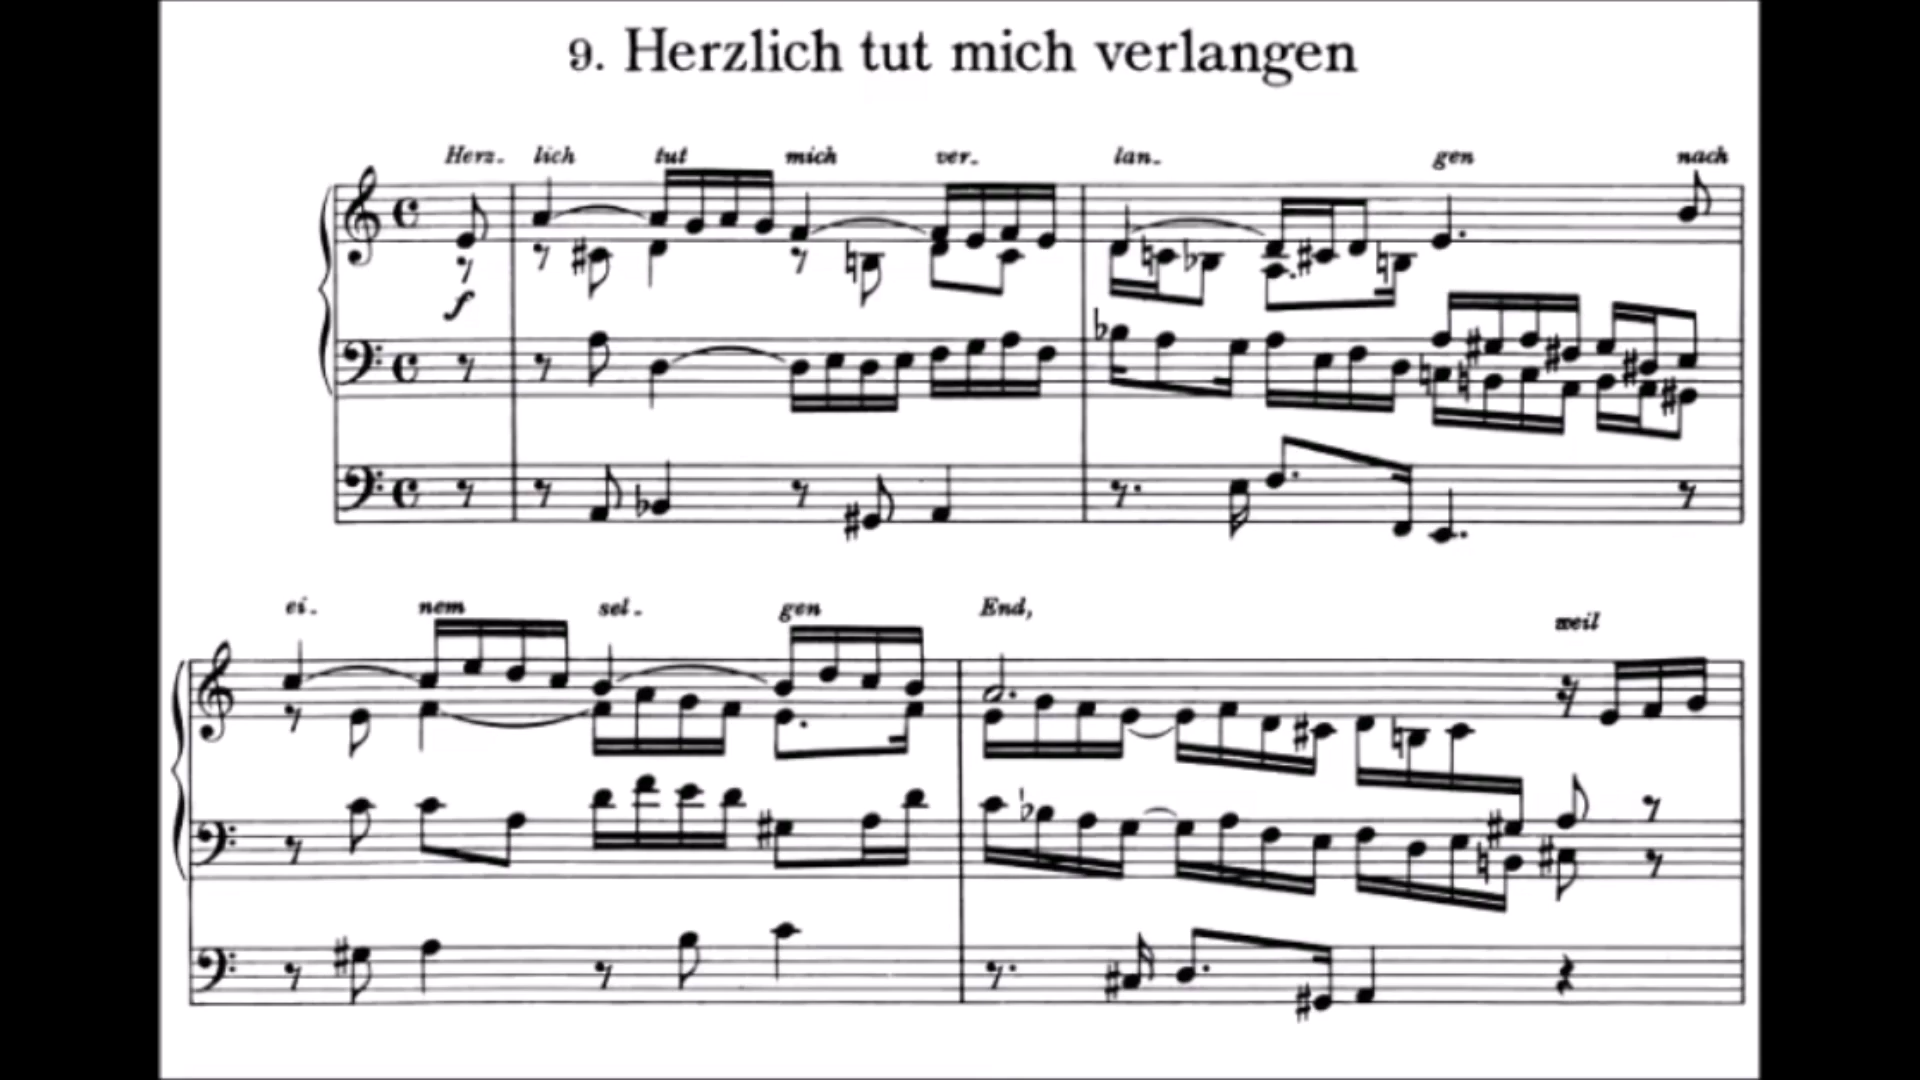 9. Herzlich tut mich verlangen
Herz- lich tut mich ver- lan- gen nach
f
ei- nem sel- gen End, weil